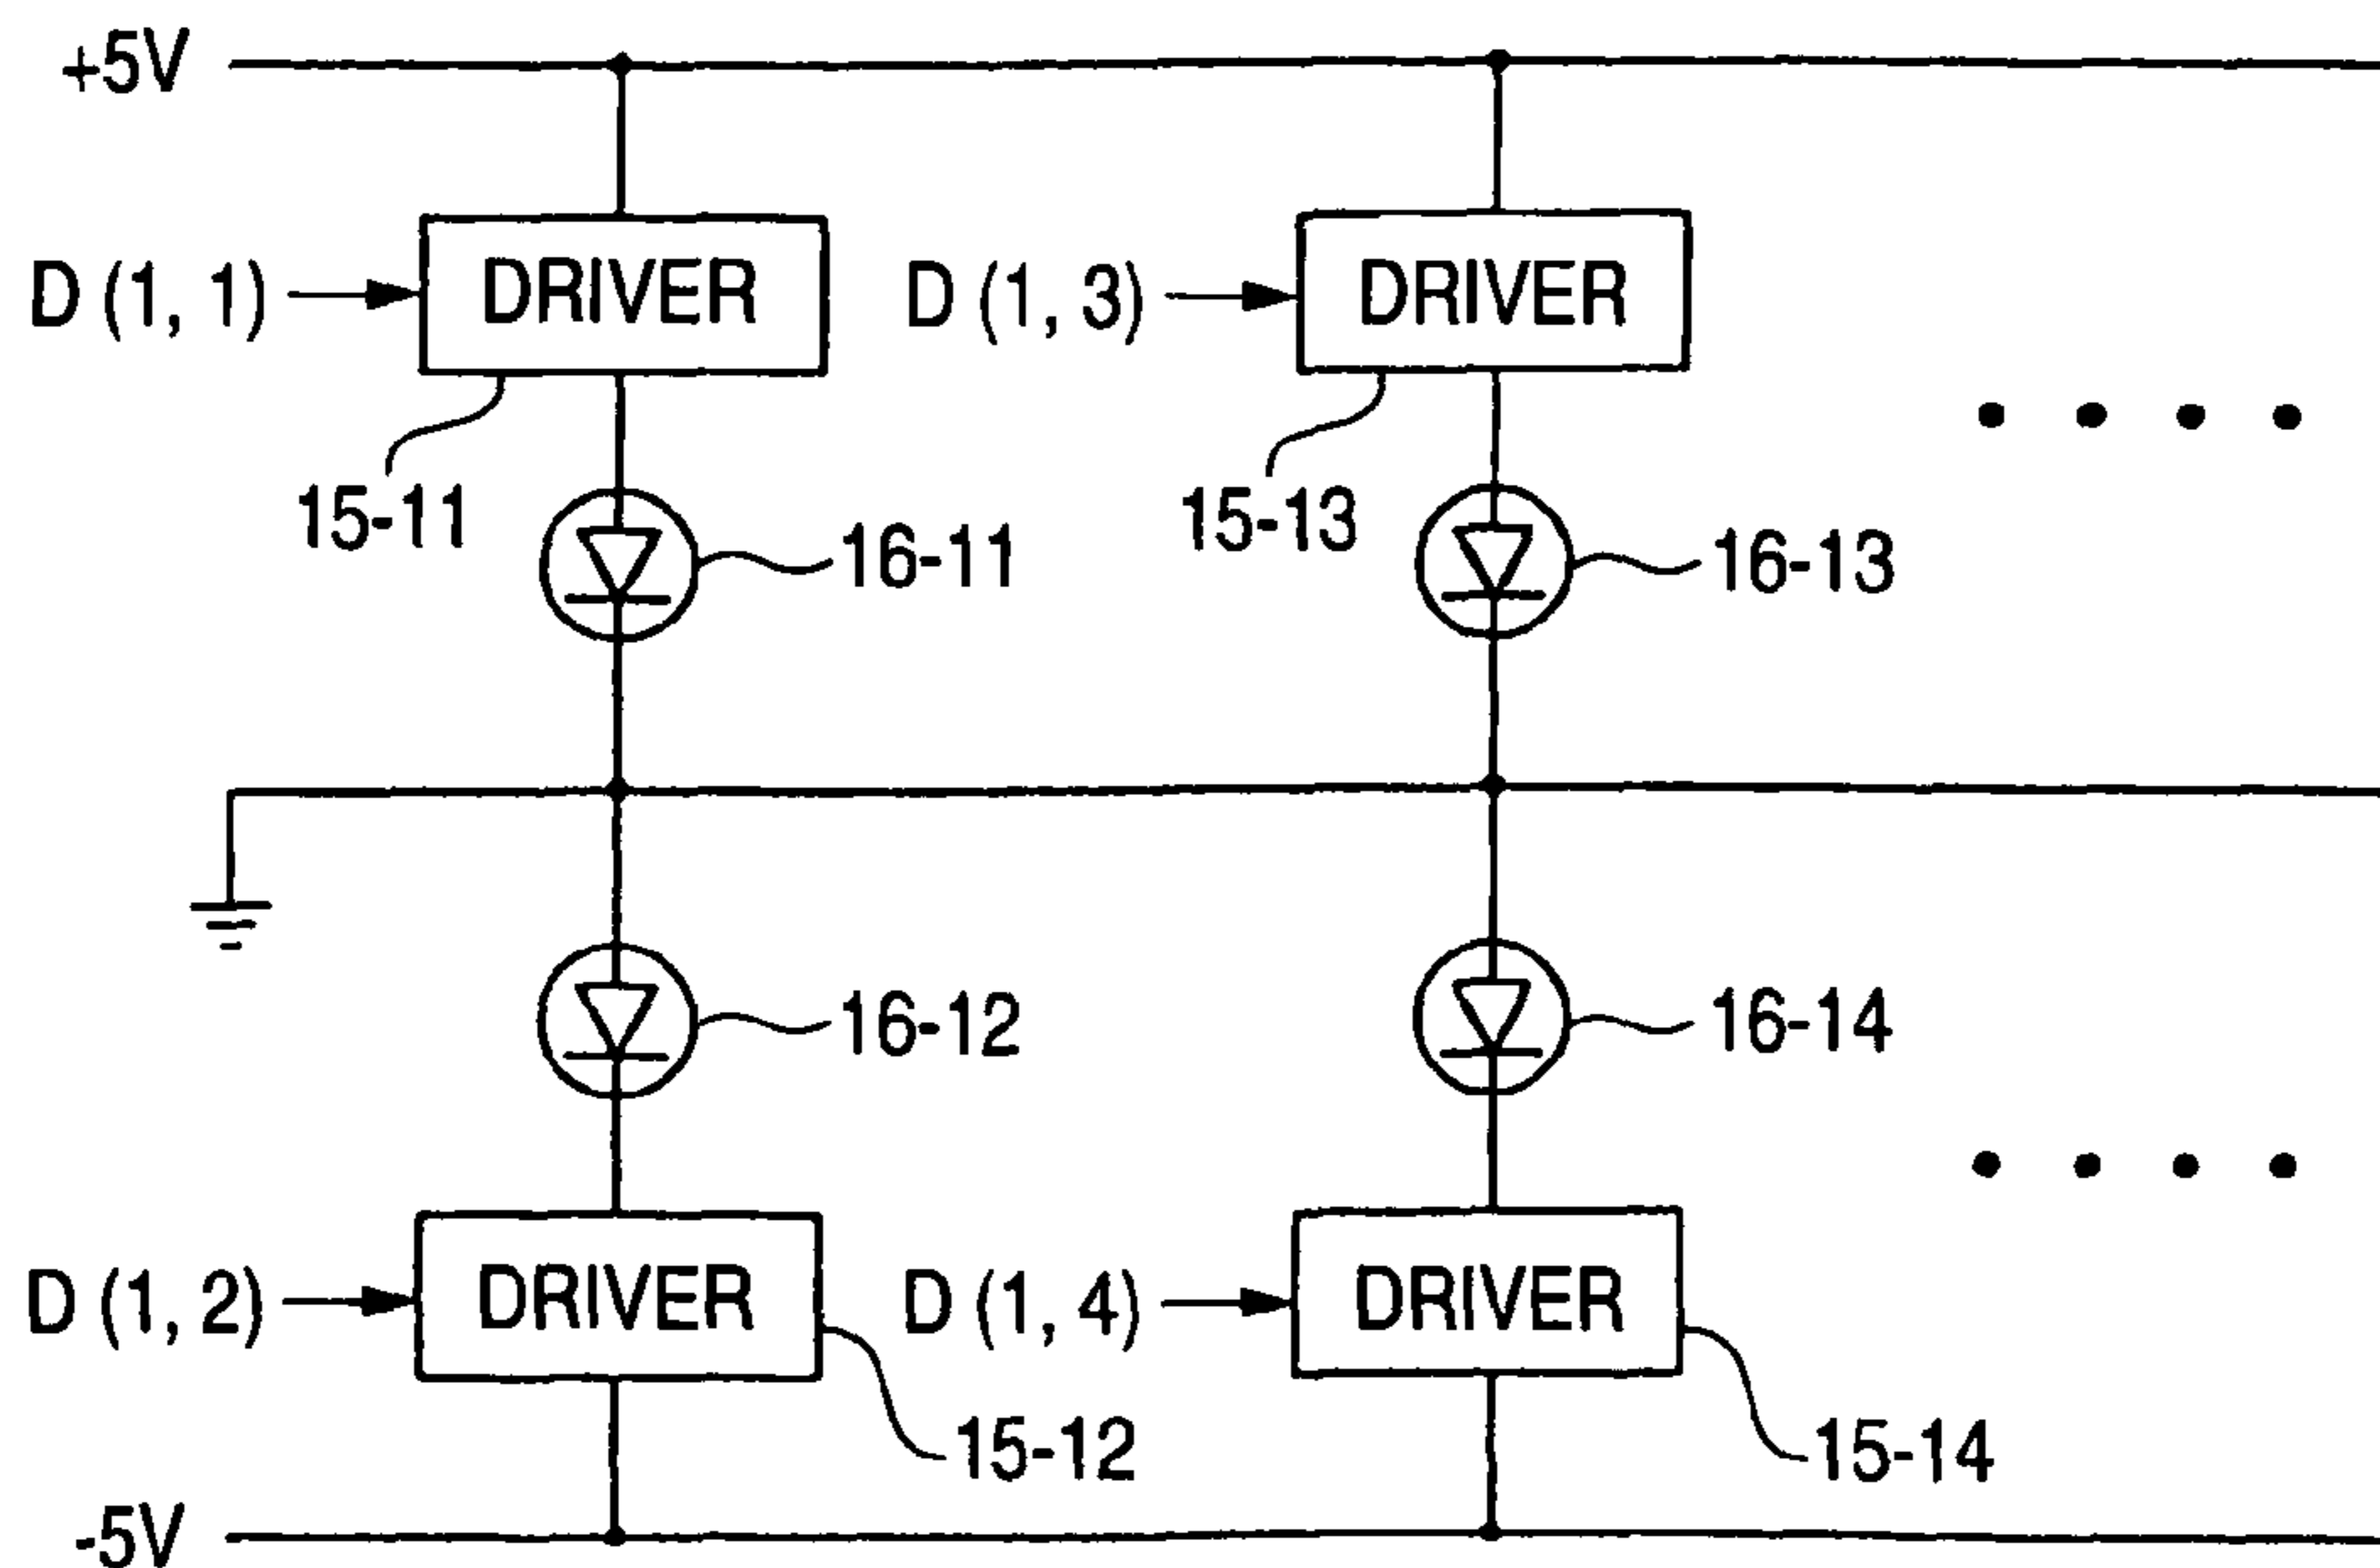 +5V
D (1, 1)
DRIVER
D (1, 3)
DRIVER
15-11
16-11
15-13
16-13
16-12
16-14
D (1, 2)
DRIVER
D (1, 4)
DRIVER
15-12
15-14
-5V